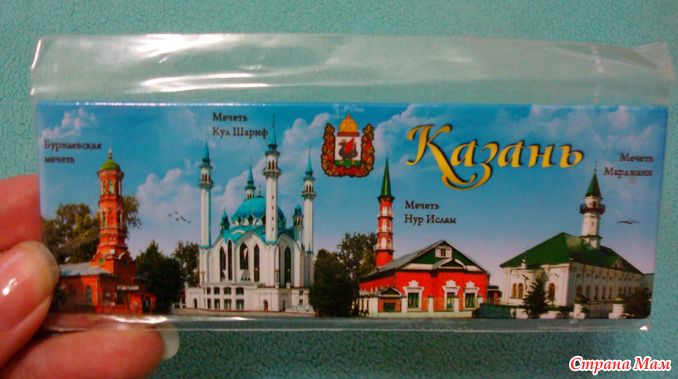 Бурнаевская
мечеть
Мечеть
Кул Шариф
Казань
Мечеть
Нур Ислам
Мечеть
Марджани
Страна Мам